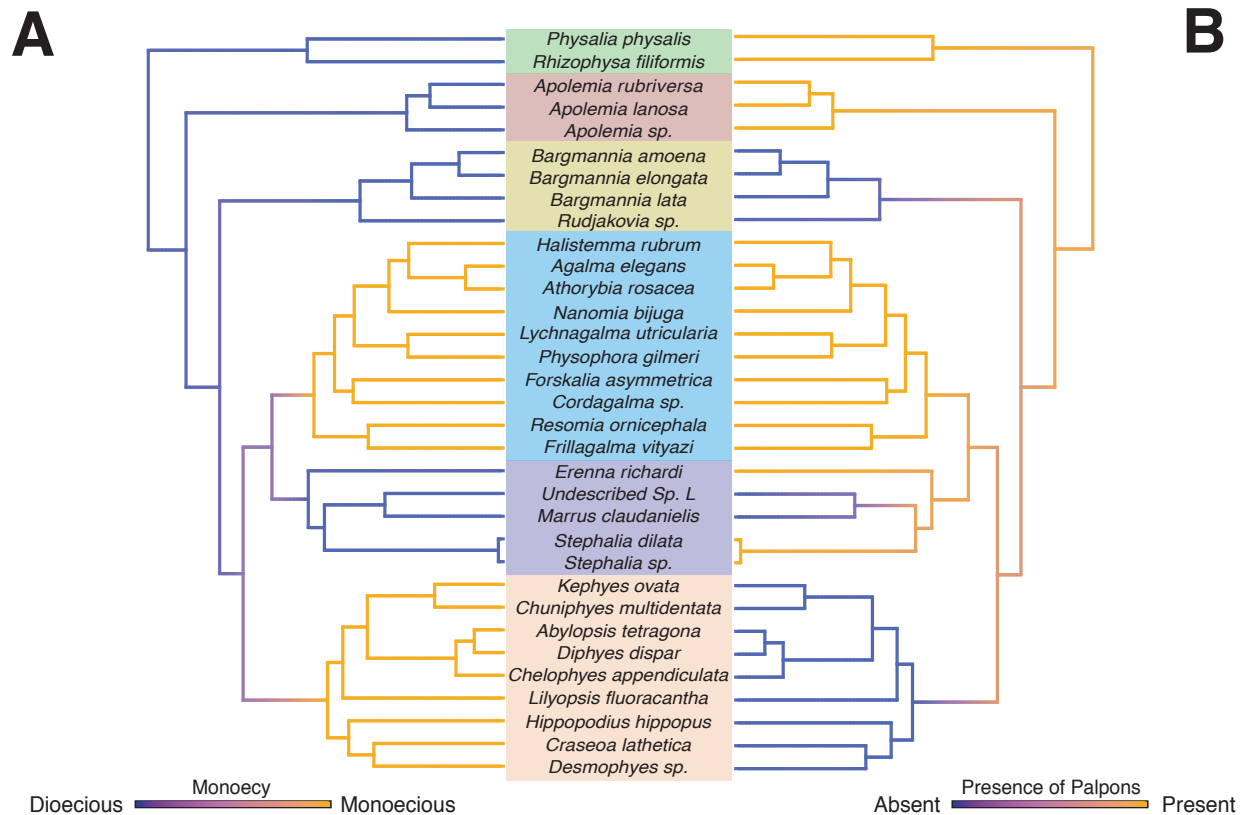 A
B
Physalia physalis
Rhizophysa filiformis
Apolemia rubriversa
Apolemia lanosa
Apolemia sp.
Bargmannia amoena
Bargmannia elongata
Bargmannia lata
Rudjakovia sp.
Halistemma rubrum
Agalma elegans
Athorybia rosacea
Nanomia bijuga
Lychnagalma utricularia
Physophora gilmeri
Forskalia asymmetrica
Cordagalma sp.
Resomia ornicephala
Frillagalma vityazi
Erenna richardi
Undescribed Sp. L
Marrus claudanielis
Stephalia dilata
Stephalia sp.
Kephyes ovata
Chuniphyes multidentata
Abylopsis tetragona
Diphyes dispar
Chelophyes appendiculata
Lilyopsis fluoracantha
Hippopodius hippopus
Craseoa lathetica
Desmophyes sp.
Monoecy
Dioecious
Monoecious
Presence of Palpons
Absent
Present